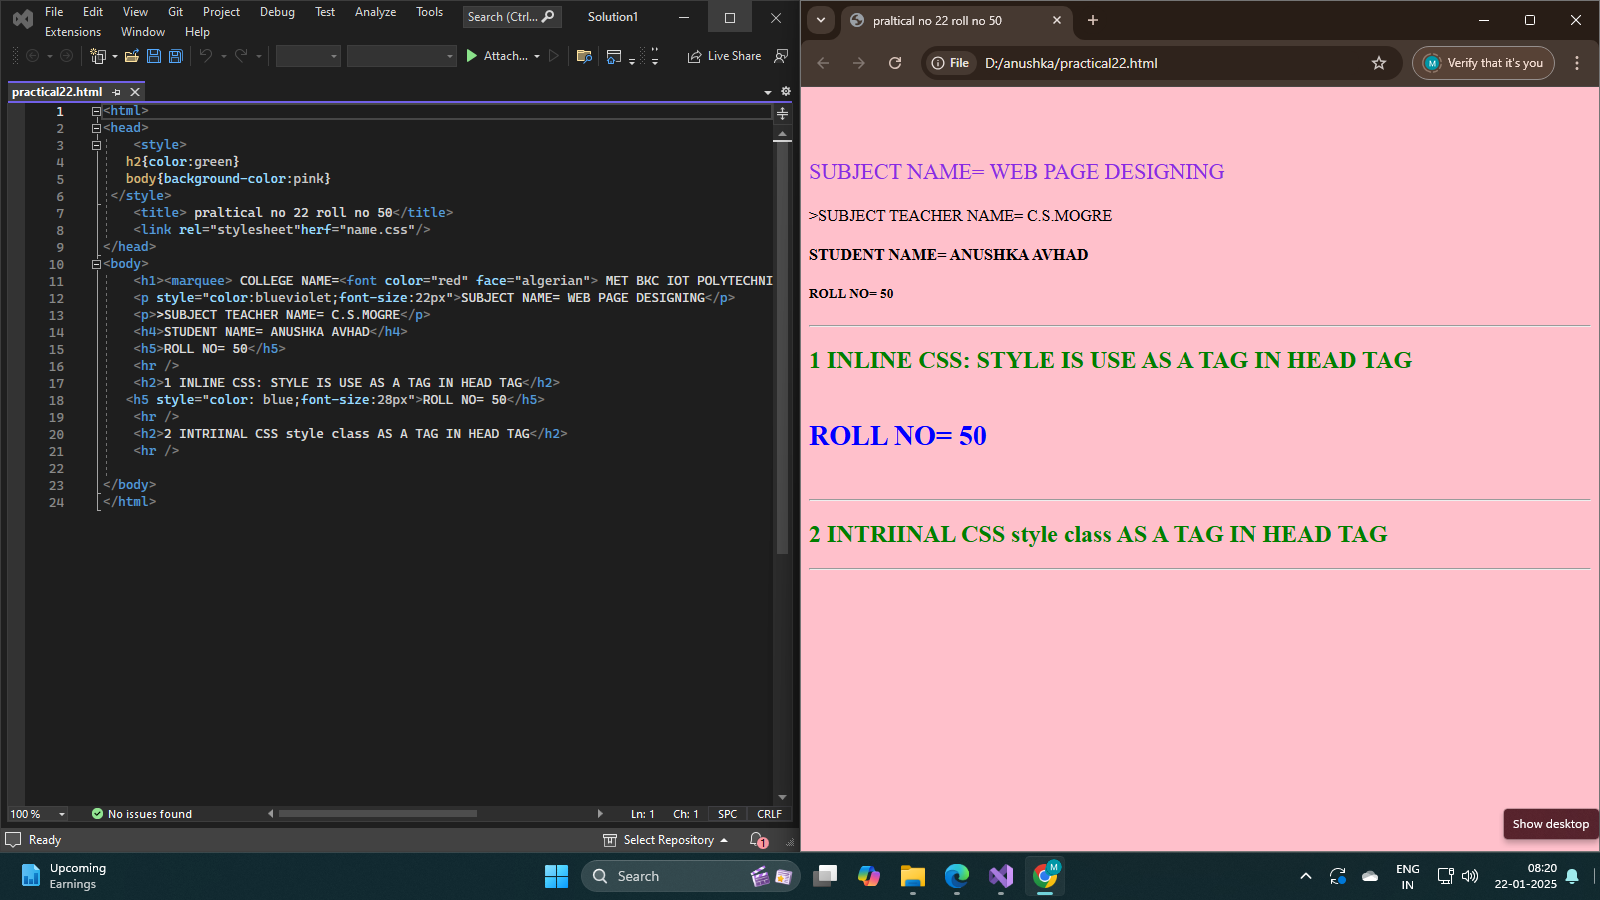 File Edit View Git Project Debug Test Analyze Tools Search (Ctrl... Solution1
Extensions Window Help
Attach... Live Share
practical22.html
1 <html>
2 <head>
3 <style>
4 h2{color:green}
5 body{background-color:pink}
6 </style>
7 <title> praltical no 22 roll no 50</title>
8 <link rel="stylesheet"herf="name.css"/>
9 </head>
10 <body>
11 <h1><marquee> COLLEGE NAME=<font color="red" face="algerian"> MET BKC IOT POLYTECHNI
12 <p style="color:blueviolet;font-size:22px">SUBJECT NAME= WEB PAGE DESIGNING</p>
13 <p>>SUBJECT TEACHER NAME= C.S.MOGRE</p>
14 <h4>STUDENT NAME= ANUSHKA AVHAD</h4>
15 <h5>ROLL NO= 50</h5>
16 <hr />
17 <h2>1 INLINE CSS: STYLE IS USE AS A TAG IN HEAD TAG</h2>
18 <h5 style="color: blue;font-size:28px">ROLL NO= 50</h5>
19 <hr />
20 <h2>2 INTRIINAL CSS style class AS A TAG IN HEAD TAG</h2>
21 <hr />
22
23 </body>
24 </html>
100 % No issues found Ln: 1 Ch: 1 SPC CRLF
Ready Select Repository 1
praltical no 22 roll no 50
File D:/anushka/practical22.html M Verify that it's you
SUBJECT NAME= WEB PAGE DESIGNING
>SUBJECT TEACHER NAME= C.S.MOGRE
STUDENT NAME= ANUSHKA AVHAD
ROLL NO= 50
1 INLINE CSS: STYLE IS USE AS A TAG IN HEAD TAG
ROLL NO= 50
2 INTRIINAL CSS style class AS A TAG IN HEAD TAG
Show desktop
Upcoming
Earnings
Search
M
ENG
IN
08:20
22-01-2025